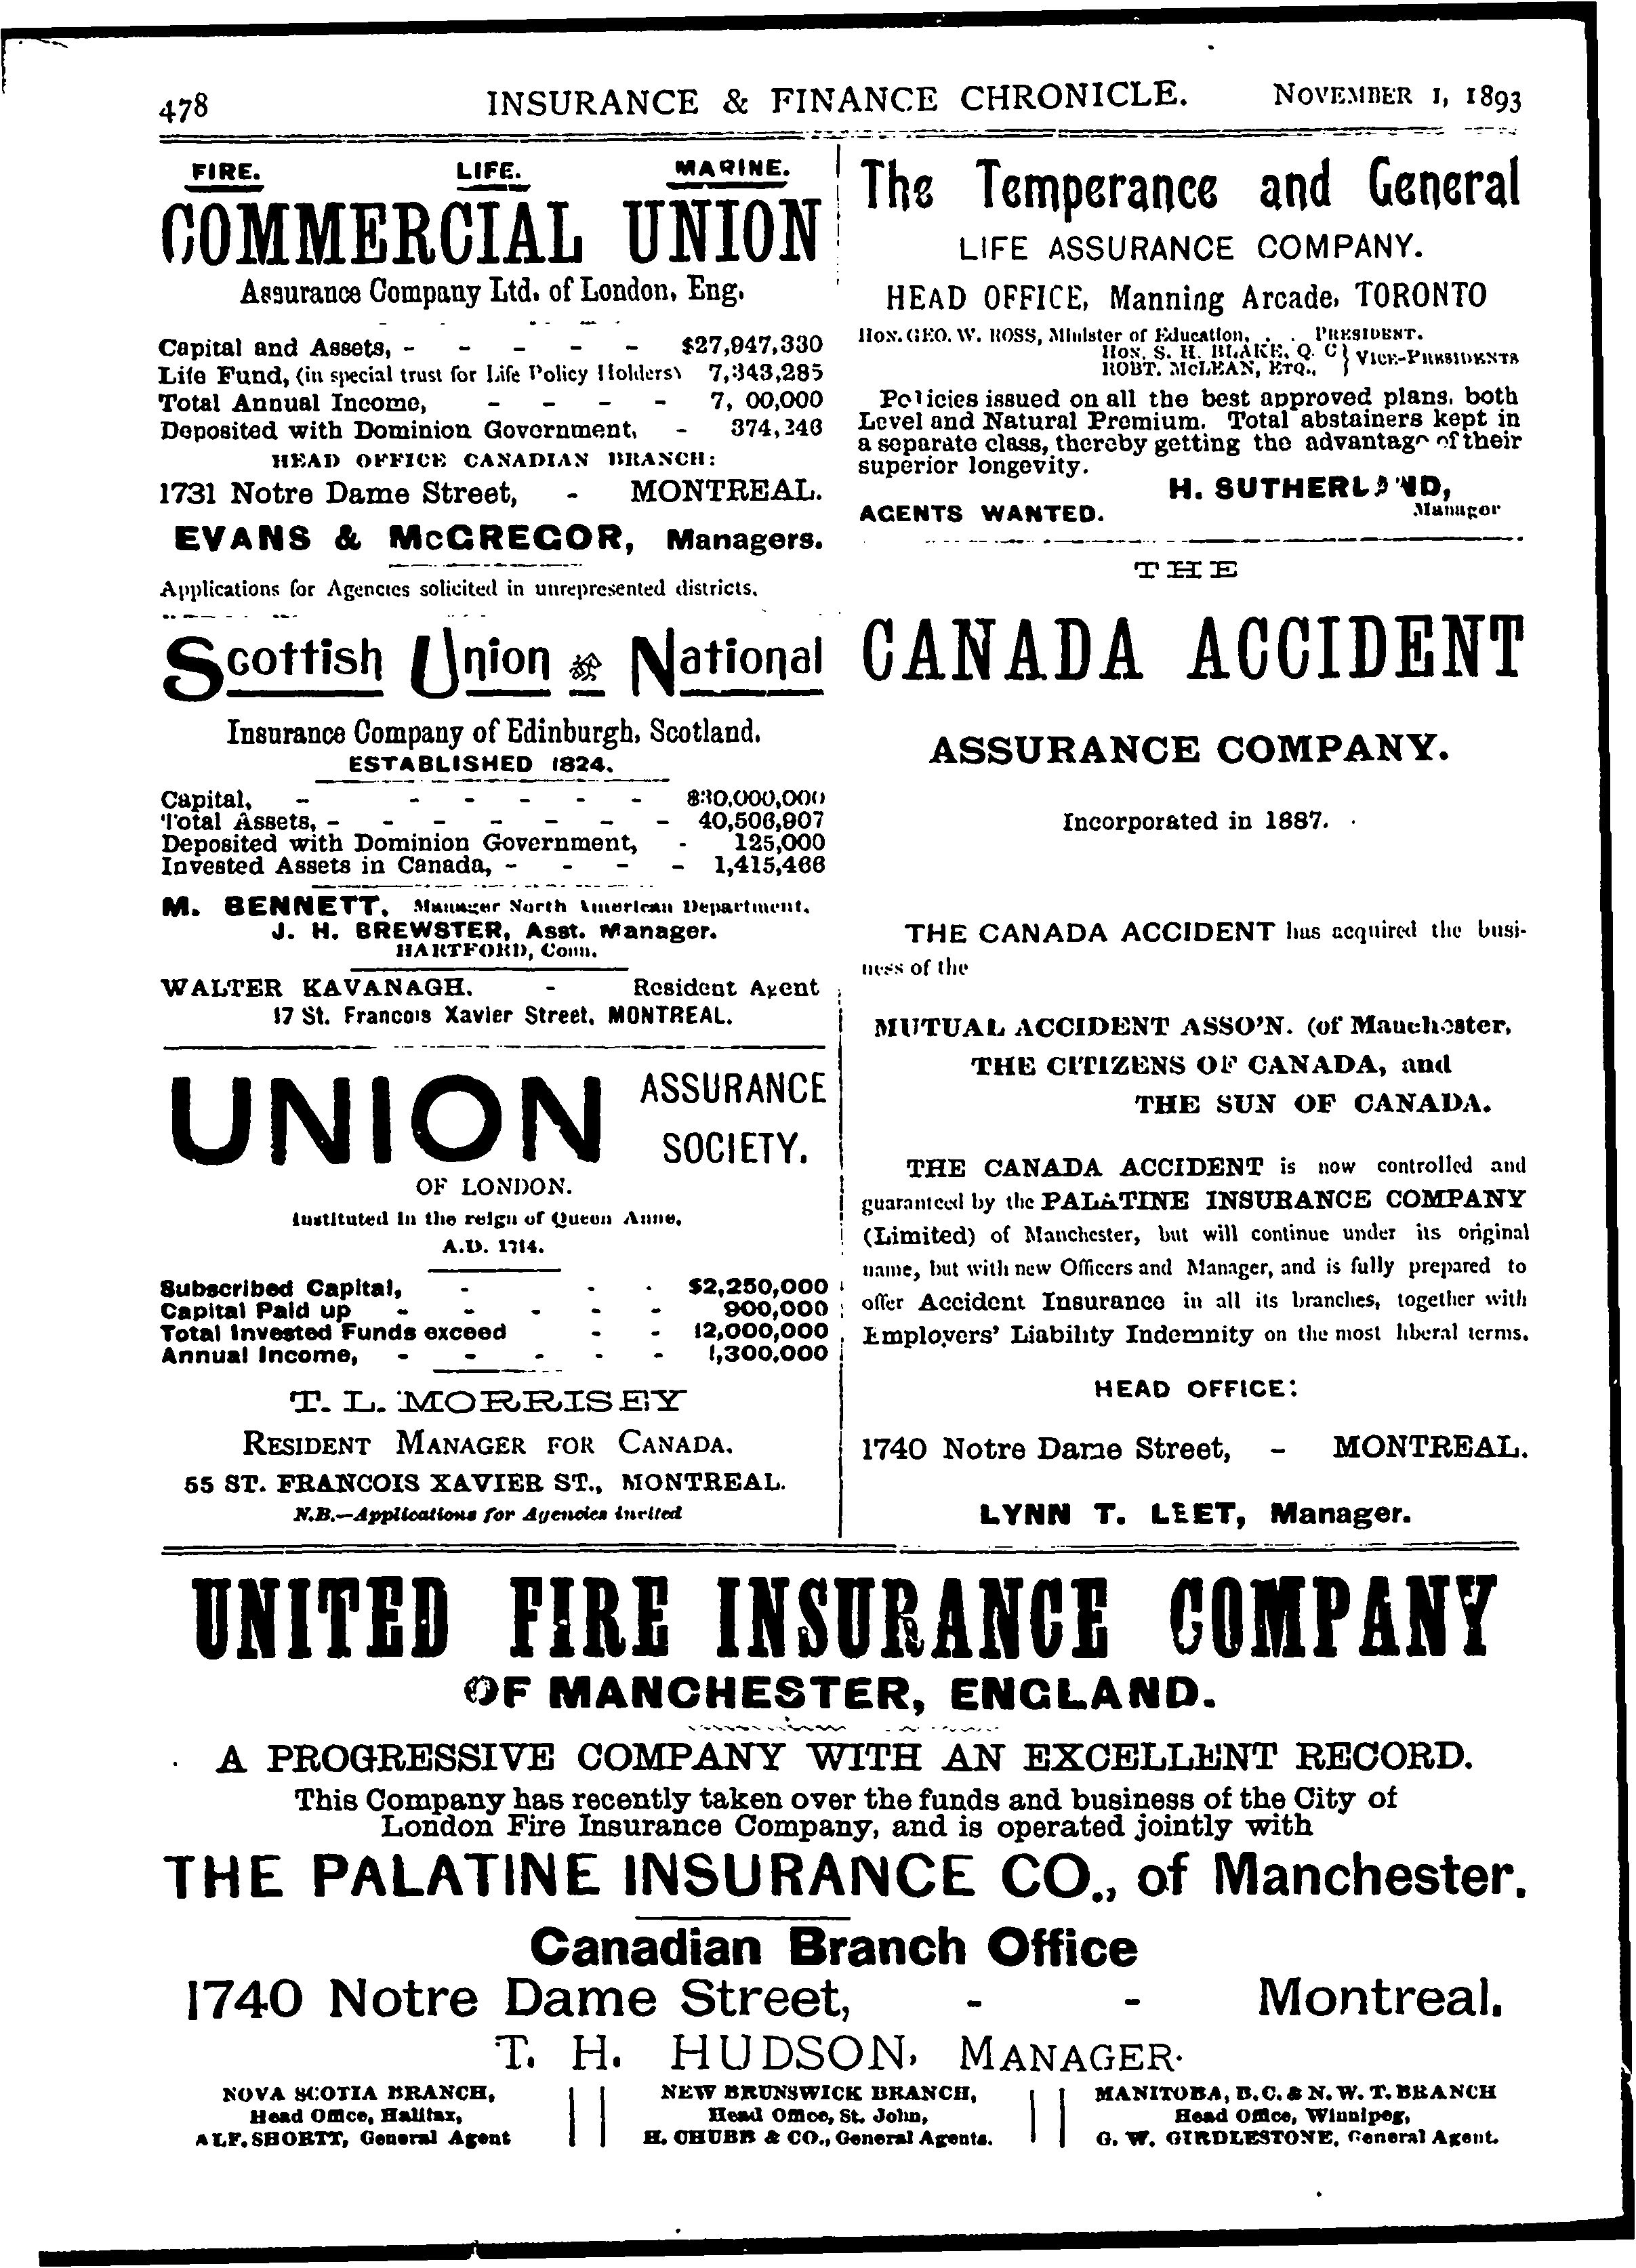 478 INSURANCE & FINANCE CHRONICLE. NOVEMBER 1, 1893
FIRE. LIFE. MARINE.
COMMERCIAL UNION
Assurance Company Ltd. of London, Eng.
Capital and Assets, - - - - - $27,947,330
Life Fund, (in special trust for Life Policy Holders) 7,343,285
Total Annual Income, - - - - 7, 00,000
Deposited with Dominion Government, - 374,246
HEAD OFFICE CANADIAN BRANCH:
1731 Notre Dame Street, - MONTREAL.
EVANS & McGREGOR, Managers.
Applications for Agencies solicited in unrepresented districts.
Scottish Union & National
Insurance Company of Edinburgh, Scotland.
ESTABLISHED 1824.
Capital, - - - - - - $30,000,000
Total Assets, - - - - - - - 40,506,907
Deposited with Dominion Government, - 125,000
Invested Assets in Canada, - - - - 1,415,466
M. BENNETT, Manager North American Department.
J. H. BREWSTER, Asst. Manager.
HARTFORD, Conn.
WALTER KAVANAGH, - Resident Agent
17 St. Francois Xavier Street, MONTREAL.
UNION ASSURANCE
SOCIETY.
OF LONDON.
Instituted in the reign of Queen Anne,
A.D. 1714.
Subscribed Capital, - - - $2,250,000
Capital Paid up - - - - - 900,000
Total Invested Funds exceed - - 12,000,000
Annual Income, - - - - - 1,300,000
T. L. MORRISEY
RESIDENT MANAGER FOR CANADA.
55 ST. FRANCOIS XAVIER ST., MONTREAL.
N.B.—Applications for Agencies invited
The Temperance and General
LIFE ASSURANCE COMPANY.
HEAD OFFICE, Manning Arcade, TORONTO
HON. GEO. W. ROSS, Minister of Education, . . PRESIDENT.
HON. S. H. BLAKE, Q. C } VICE-PRESIDENTS
ROBT. McLEAN, ETQ.,
Policies issued on all the best approved plans, both
Level and Natural Premium. Total abstainers kept in
a separate class, thereby getting the advantage of their
superior longevity.
H. SUTHERLAND,
AGENTS WANTED. Manager
THE
CANADA ACCIDENT
ASSURANCE COMPANY.
Incorporated in 1887.
THE CANADA ACCIDENT has acquired the busi-
ness of the
MUTUAL ACCIDENT ASSO'N. (of Manchester,
THE CITIZENS OF CANADA, and
THE SUN OF CANADA.
THE CANADA ACCIDENT is now controlled and
guaranteed by the PALATINE INSURANCE COMPANY
(Limited) of Manchester, but will continue under its original
name, but with new Officers and Manager, and is fully prepared to
offer Accident Insurance in all its branches, together with
Employers' Liability Indemnity on the most liberal terms.
HEAD OFFICE:
1740 Notre Dame Street, - MONTREAL.
LYNN T. LEET, Manager.
UNITED FIRE INSURANCE COMPANY
OF MANCHESTER, ENGLAND.
A PROGRESSIVE COMPANY WITH AN EXCELLENT RECORD.
This Company has recently taken over the funds and business of the City of
London Fire Insurance Company, and is operated jointly with
THE PALATINE INSURANCE CO., of Manchester.
Canadian Branch Office
1740 Notre Dame Street, - - Montreal.
T. H. HUDSON, MANAGER.
NOVA SCOTIA BRANCH,
Head Office, Halifax,
ALF. SHORTT, General Agent
NEW BRUNSWICK BRANCH,
Head Office, St. John,
H. CHUBB & CO., General Agents.
MANITOBA, B.C. & N.W.T. BRANCH
Head Office, Winnipeg,
G. W. GIRDLESTONE, General Agent.